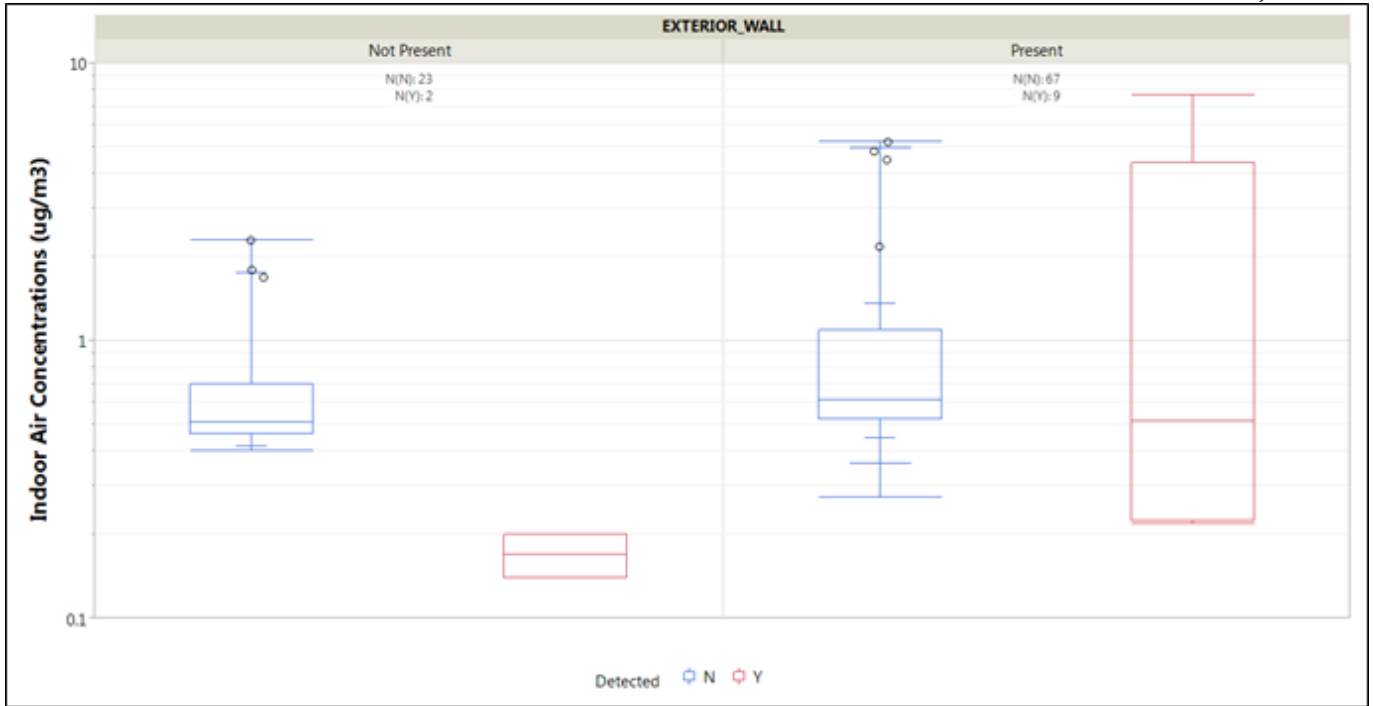 EXTERIOR_WALL
Not Present
Present
N(N): 23
N(Y): 2
N(N): 67
N(Y): 9
Indoor Air Concentrations (ug/m3)
10
1
0.1
Detected N Y